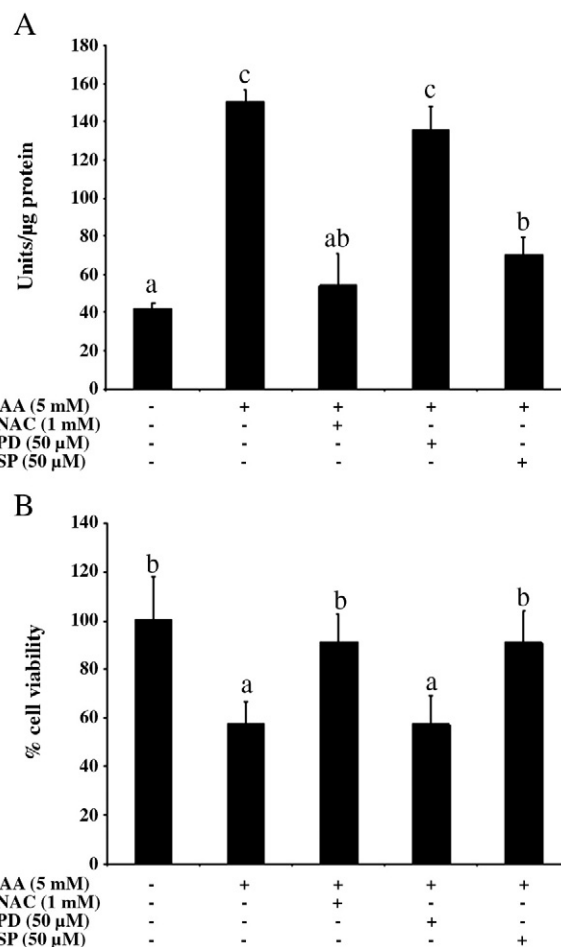 A
180
160
140
120
100
80
60
40
20
0
Units/µg protein
a
c
ab
c
b
AA (5 mM) - + + + +
NAC (1 mM) - - + - -
PD (50 µM) - - - + -
SP (50 µM) - - - - +
B
140
120
100
80
60
40
20
0
% cell viability
b
a
b
a
b
AA (5 mM) - + + + +
NAC (1 mM) - - + - -
PD (50 µM) - - - + -
SP (50 µM) - - - - +